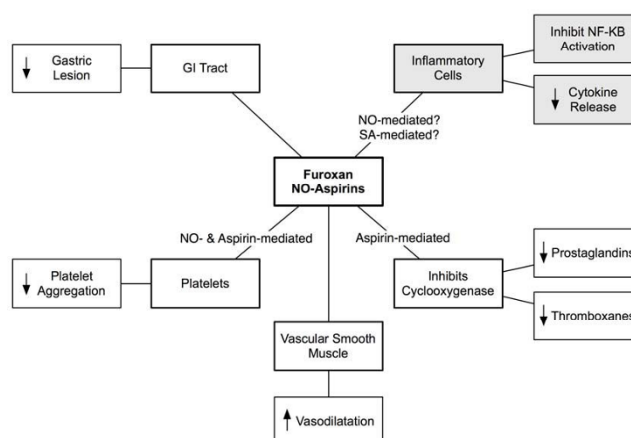 Gastric
Lesion
GI Tract
Inflammatory
Cells
Inhibit NF-KB
Activation
Cytokine
Release
NO-mediated?
SA-mediated?
Furoxan
NO-Aspirins
NO- & Aspirin-mediated
Aspirin-mediated
Platelet
Aggregation
Platelets
Inhibits
Cyclooxygenase
Prostaglandins
Thromboxanes
Vascular Smooth
Muscle
Vasodilatation